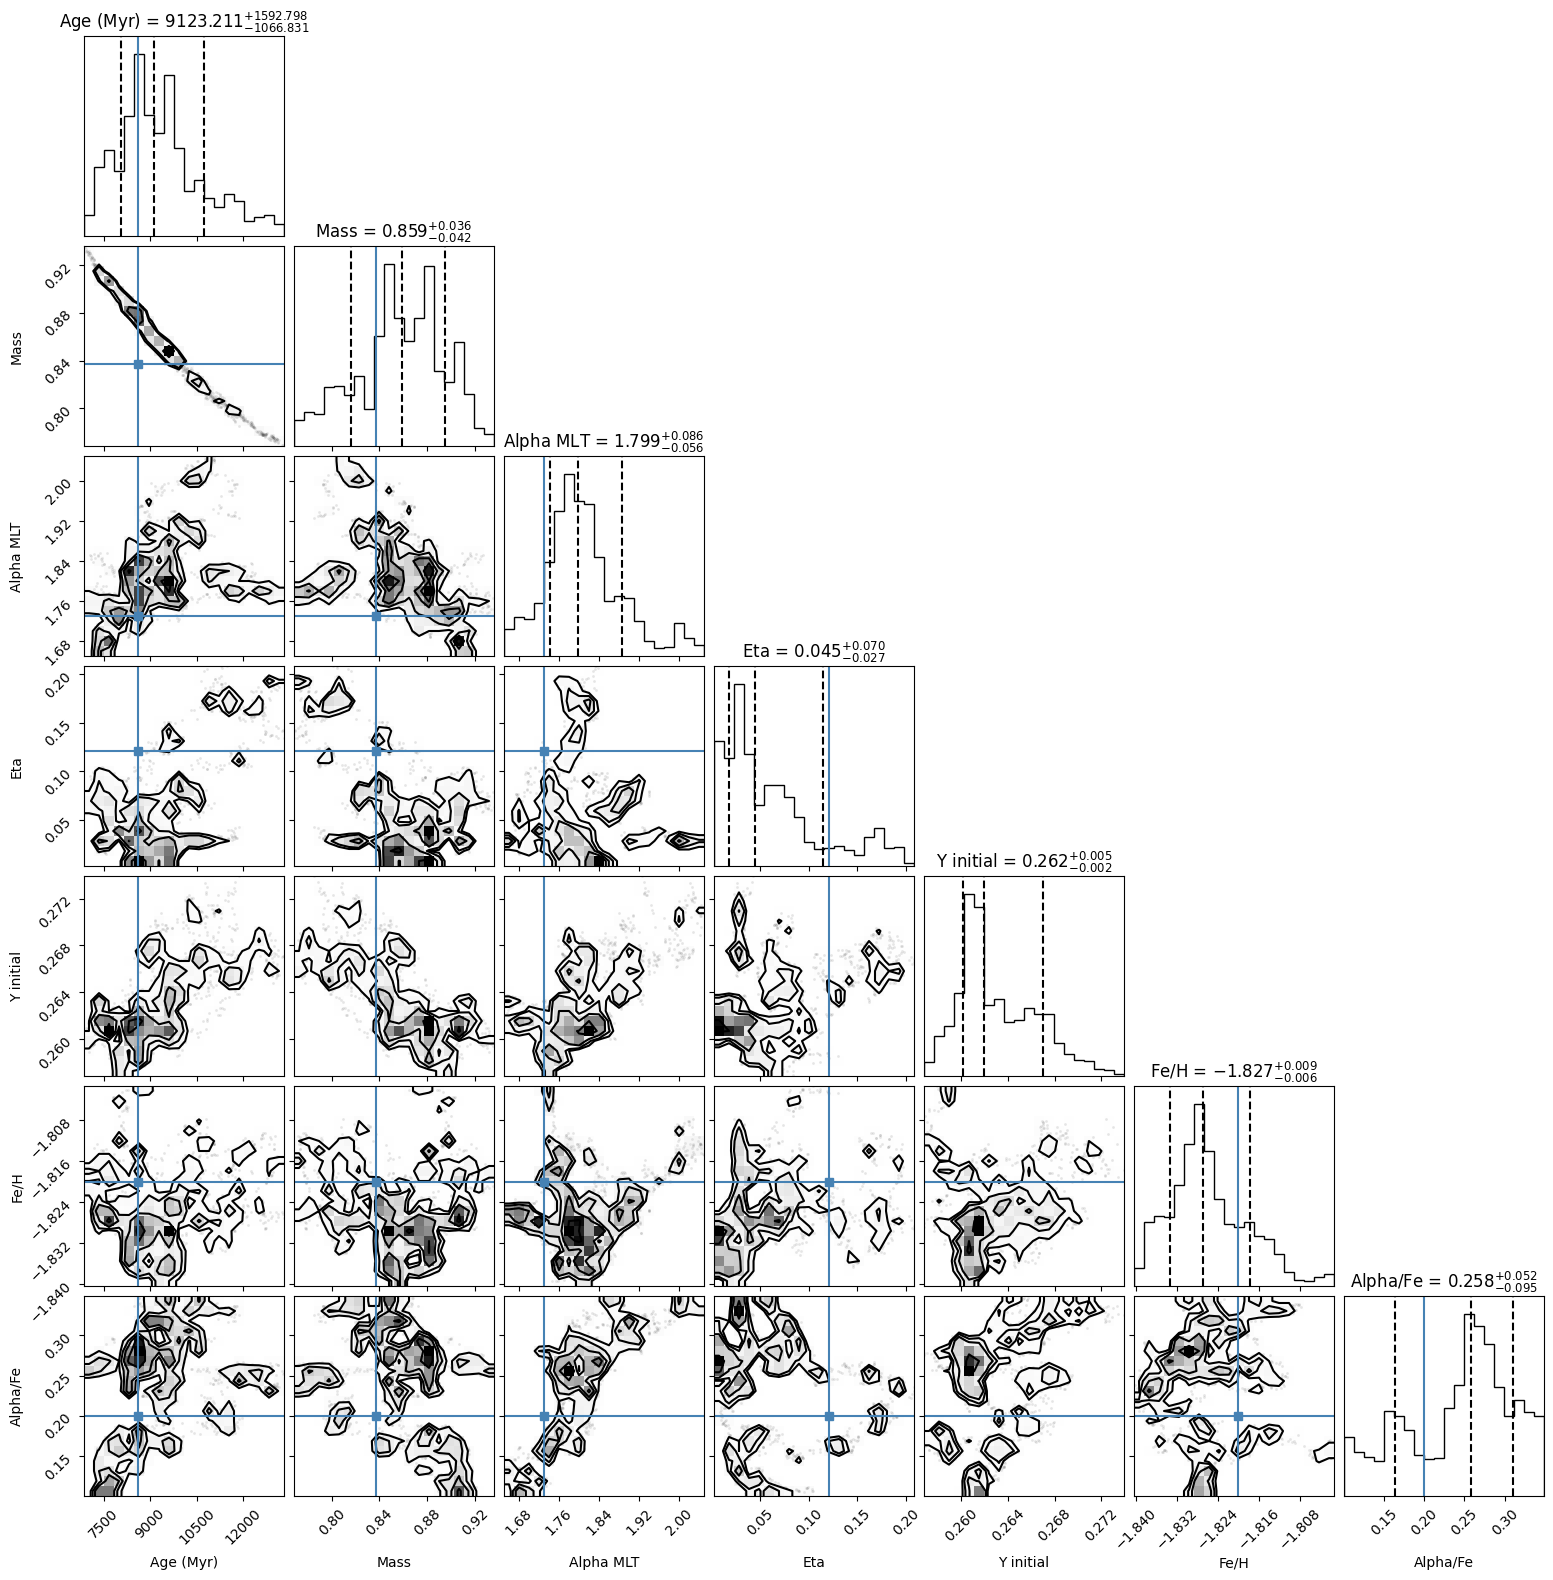 Age (Myr) = 9123.211 +1592.798 −1066.831
Mass = 0.859 +0.036 −0.042
Mass
0.92
0.88
0.84
0.80
Alpha MLT = 1.799 +0.086 −0.056
Alpha MLT
2.00
1.92
1.84
1.76
1.68
Eta = 0.045 +0.070 −0.027
Eta
0.20
0.15
0.10
0.05
Y initial = 0.262 +0.005 −0.002
Y initial
0.272
0.268
0.264
0.260
Fe/H = −1.827 +0.009 −0.006
Fe/H
−1.808
−1.816
−1.824
−1.832
−1.840
Alpha/Fe = 0.258 +0.052 −0.095
Alpha/Fe
0.30
0.25
0.20
0.15
7500 9000 10500 12000
0.80 0.84 0.88 0.92
1.68 1.76 1.84 1.92 2.00
0.05 0.10 0.15 0.20
0.260 0.264 0.268 0.272
−1.840 −1.832 −1.824 −1.816 −1.808
0.15 0.20 0.25 0.30
Age (Myr) Mass Alpha MLT Eta Y initial Fe/H Alpha/Fe